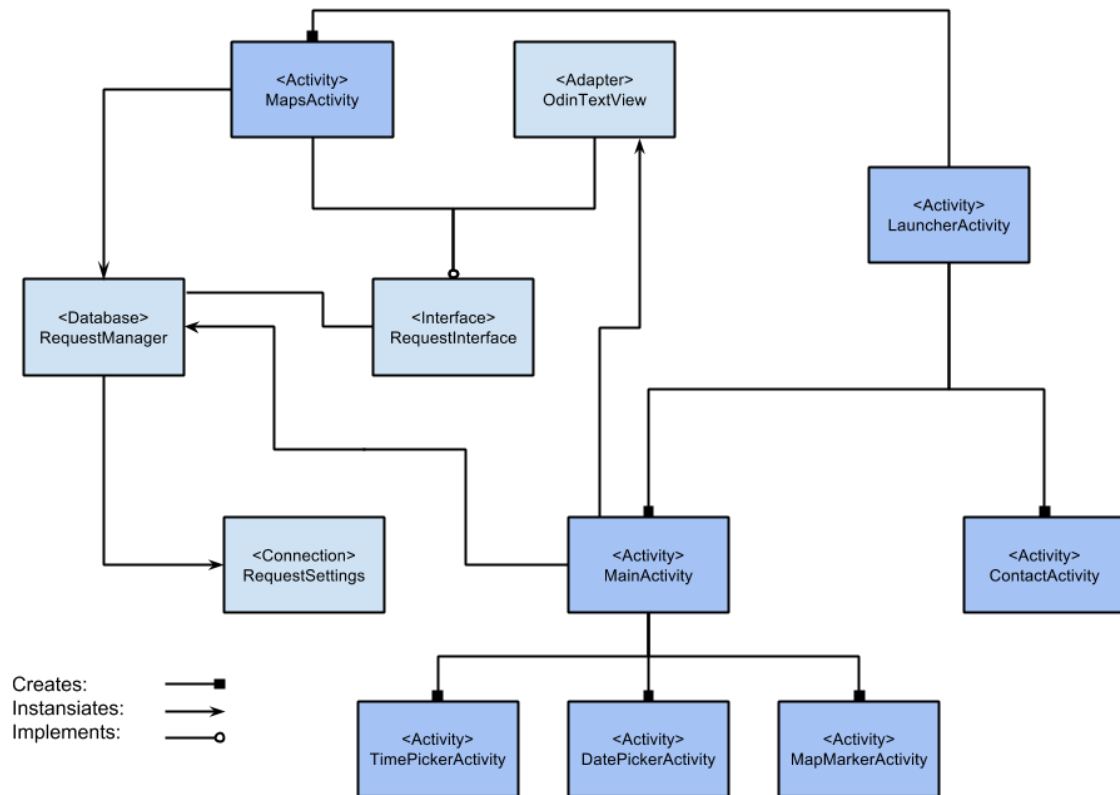 <Activity>
MapsActivity
<Adapter>
OdinTextView
<Activity>
LauncherActivity
<Database>
RequestManager
<Interface>
RequestInterface
<Connection>
RequestSettings
<Activity>
MainActivity
<Activity>
ContactActivity
Creates:
Instansiates:
Implements:
<Activity>
TimePickerActivity
<Activity>
DatePickerActivity
<Activity>
MapMarkerActivity